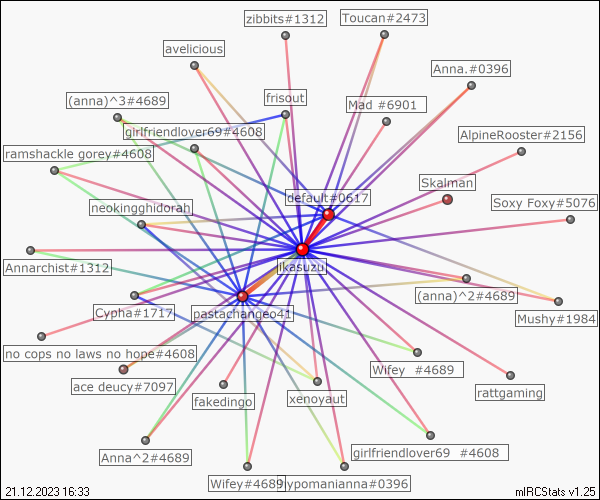 zibbits#1312
Toucan#2473
avelicious
Anna.#0396
(anna)^3#4689
frisout
Mad #6901
girlfriendlover69#4608
AlpineRooster#2156
ramshackle gorey#4608
Skalman
default#0617
neokingghidorah
Soxy Foxy#5076
Annarchist#1312
ikasuzu
(anna)^2#4689
Cypha#1717
pastachangeo41
Mushy#1984
no cops no laws no hope#4608
Wifey #4689
ace deucy#7097
xenoyaut
rattgaming
fakedingo
Anna^2#4689
girlfriendlover69 #4608
Wifey#4689
ypomanianna#0396
21.12.2023 16:33
mIRCStats v1.25